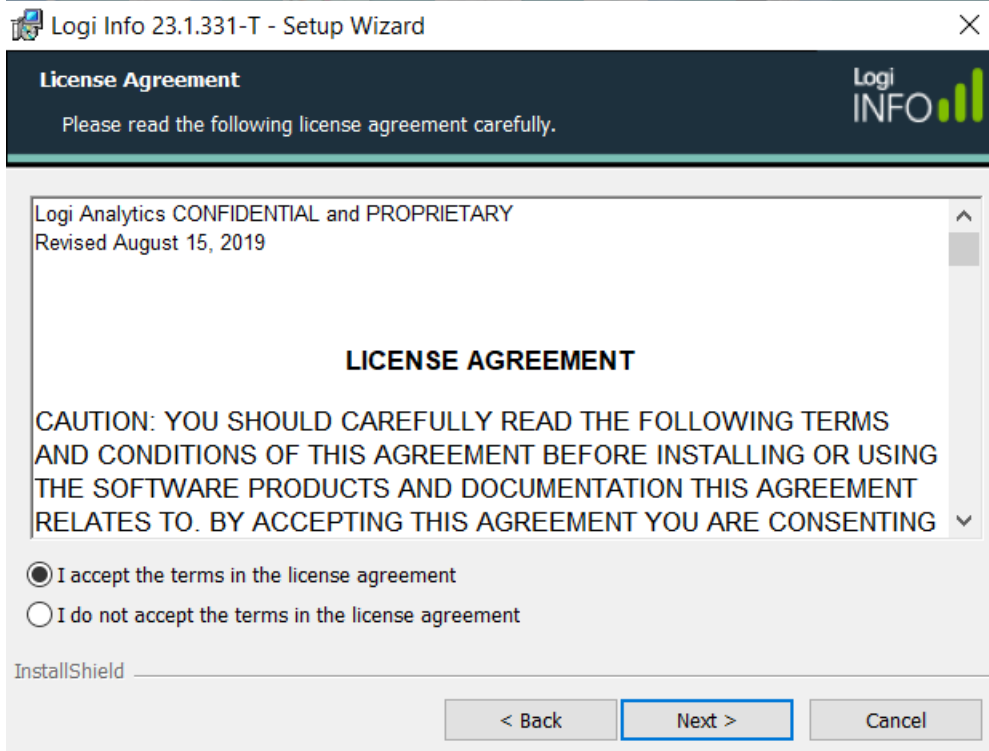 Logi Info 23.1.331-T - Setup Wizard
License Agreement
Please read the following license agreement carefully.
Logi
INFO
Logi Analytics CONFIDENTIAL and PROPRIETARY
Revised August 15, 2019
LICENSE AGREEMENT
CAUTION: YOU SHOULD CAREFULLY READ THE FOLLOWING TERMS
AND CONDITIONS OF THIS AGREEMENT BEFORE INSTALLING OR USING
THE SOFTWARE PRODUCTS AND DOCUMENTATION THIS AGREEMENT
RELATES TO. BY ACCEPTING THIS AGREEMENT YOU ARE CONSENTING
I accept the terms in the license agreement
I do not accept the terms in the license agreement
InstallShield
< Back
Next >
Cancel